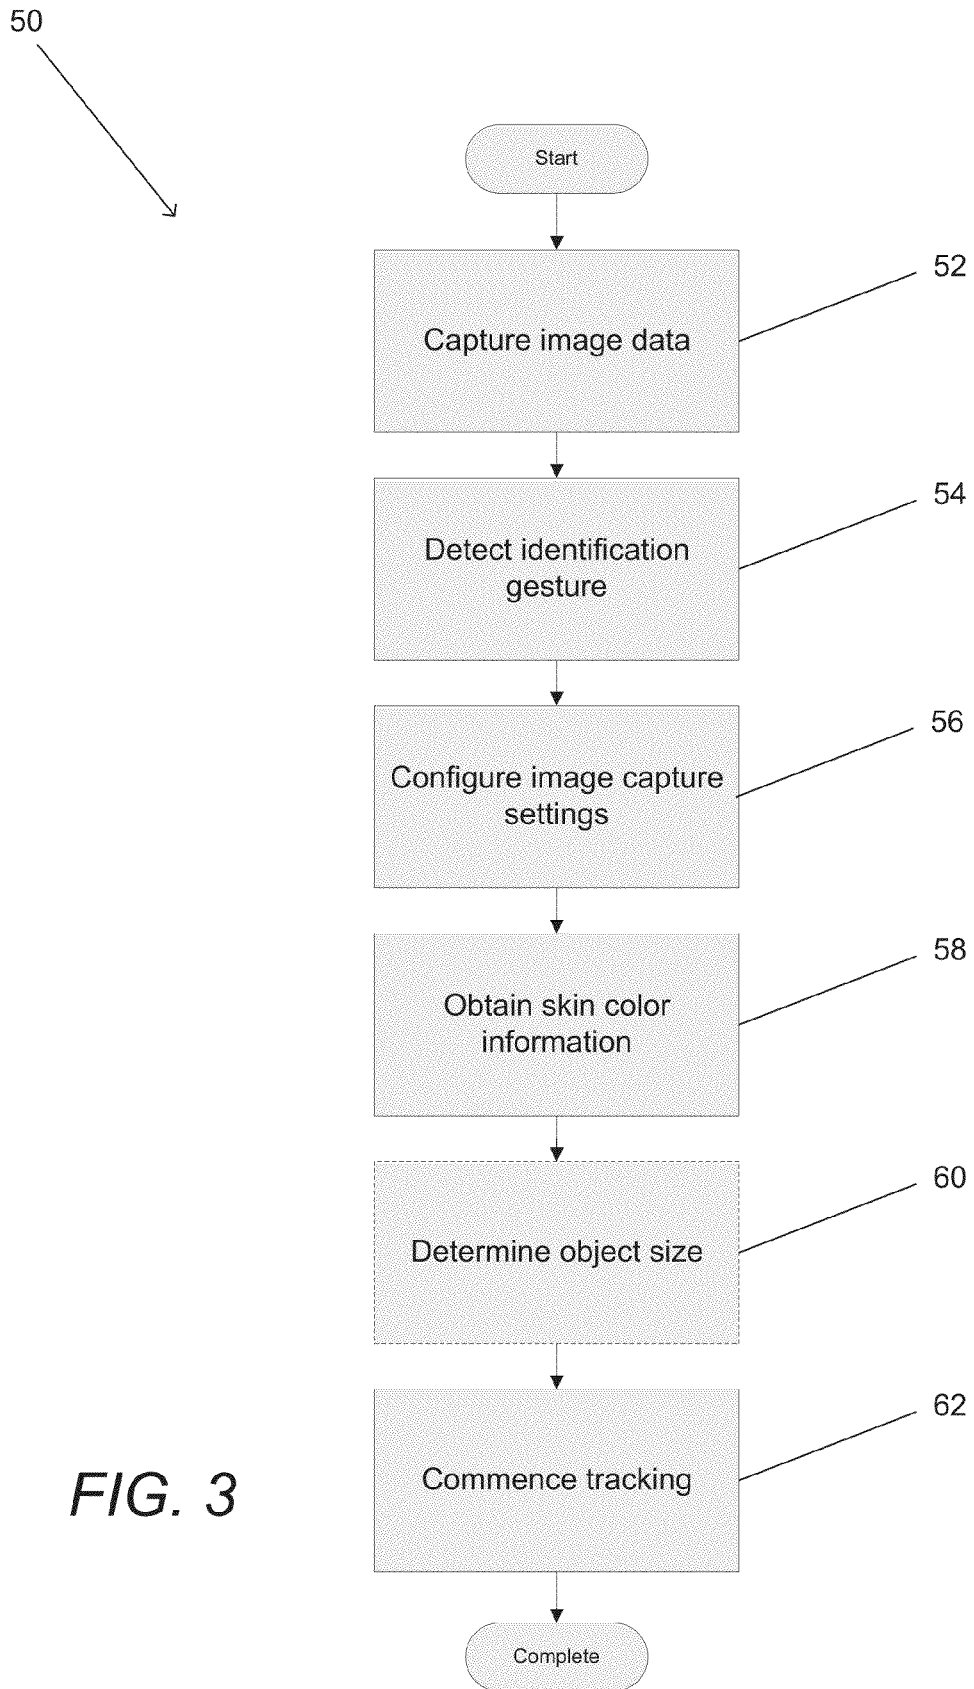 50
Start
52
Capture image data
54
Detect identification
gesture
56
Configure image capture
settings
58
Obtain skin color
information
60
Determine object size
62
Commence tracking
FIG. 3
Complete